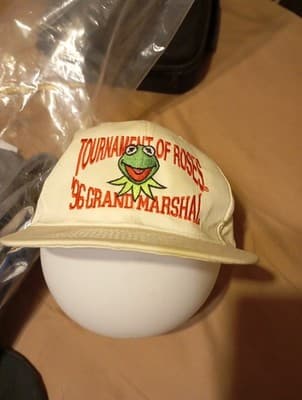 TOURNAMENT OF ROSES
'96 GRAND MARSHAL